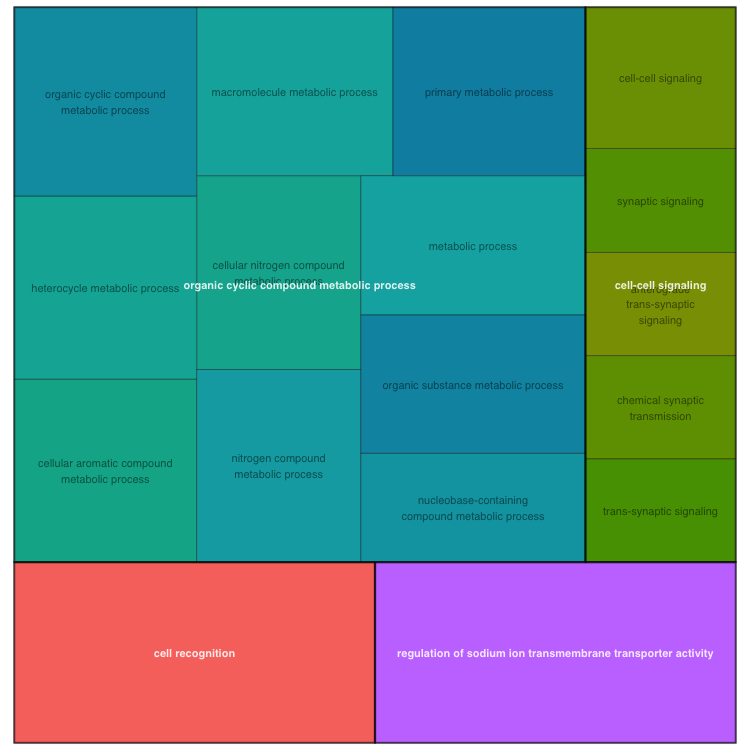 organic cyclic compound
metabolic process
macromolecule metabolic process
primary metabolic process
cell-cell signaling
synaptic signaling
heterocycle metabolic process
cellular nitrogen compound
metabolic process
metabolic process
organic cyclic compound metabolic process
anterograde
trans-synaptic
signaling
cell-cell signaling
organic substance metabolic process
chemical synaptic
transmission
cellular aromatic compound
metabolic process
nitrogen compound
metabolic process
nucleobase-containing
compound metabolic process
trans-synaptic signaling
cell recognition
regulation of sodium ion transmembrane transporter activity